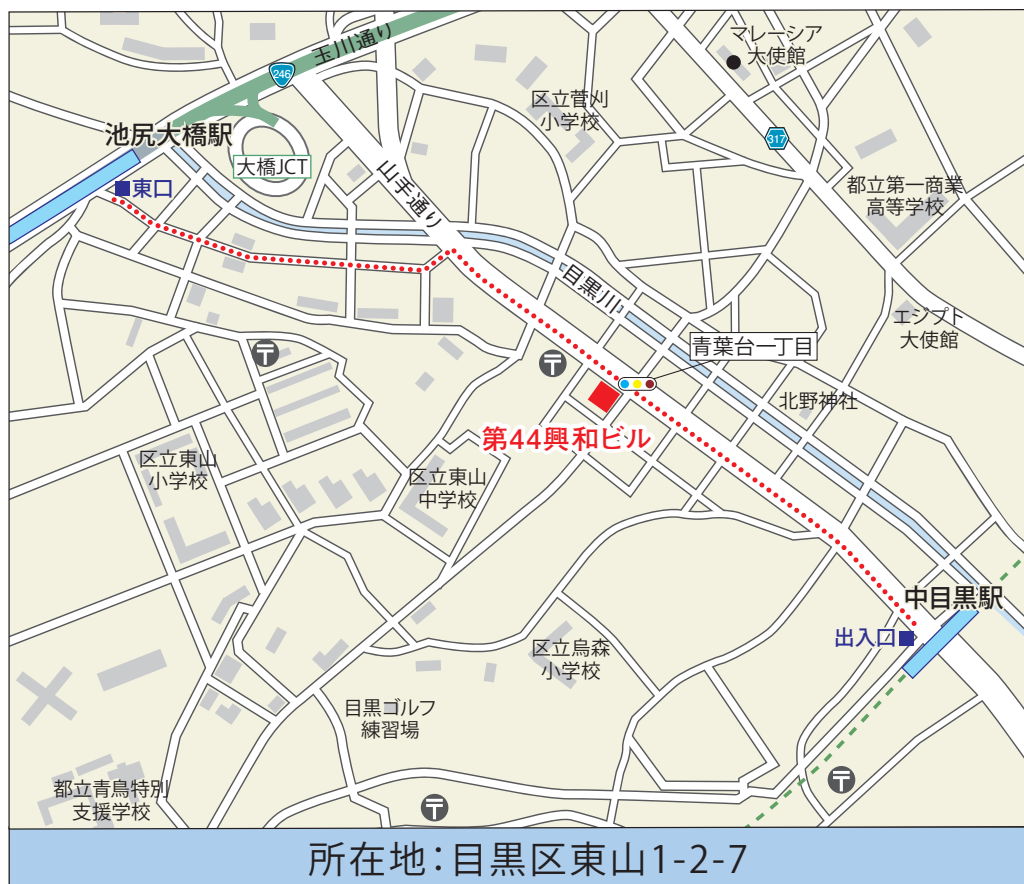 玉川通り
246
マレーシア
大使館
区立菅刈
小学校
池尻大橋駅
大橋JCT
317
山手通り
都立第一商業
高等学校
東口
目黒川
エジプト
大使館
青葉台一丁目
北野神社
第44興和ビル
区立東山
小学校
区立東山
中学校
中目黒駅
出入口
区立烏森
小学校
目黒ゴルフ
練習場
都立青鳥特別
支援学校
所在地：目黒区東山1-2-7